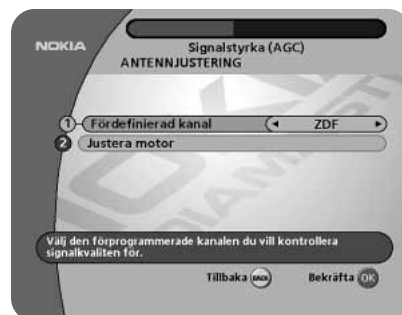 NOKIA
Signalstyrka (AGC)
ANTENNJUSTERING
1 Fördefinierad kanal ZDF
2 Justera motor
Välj den förprogrammerade kanalen du vill kontrollera
signalkvaliten för.
Tillbaka BACK Bekräfta OK